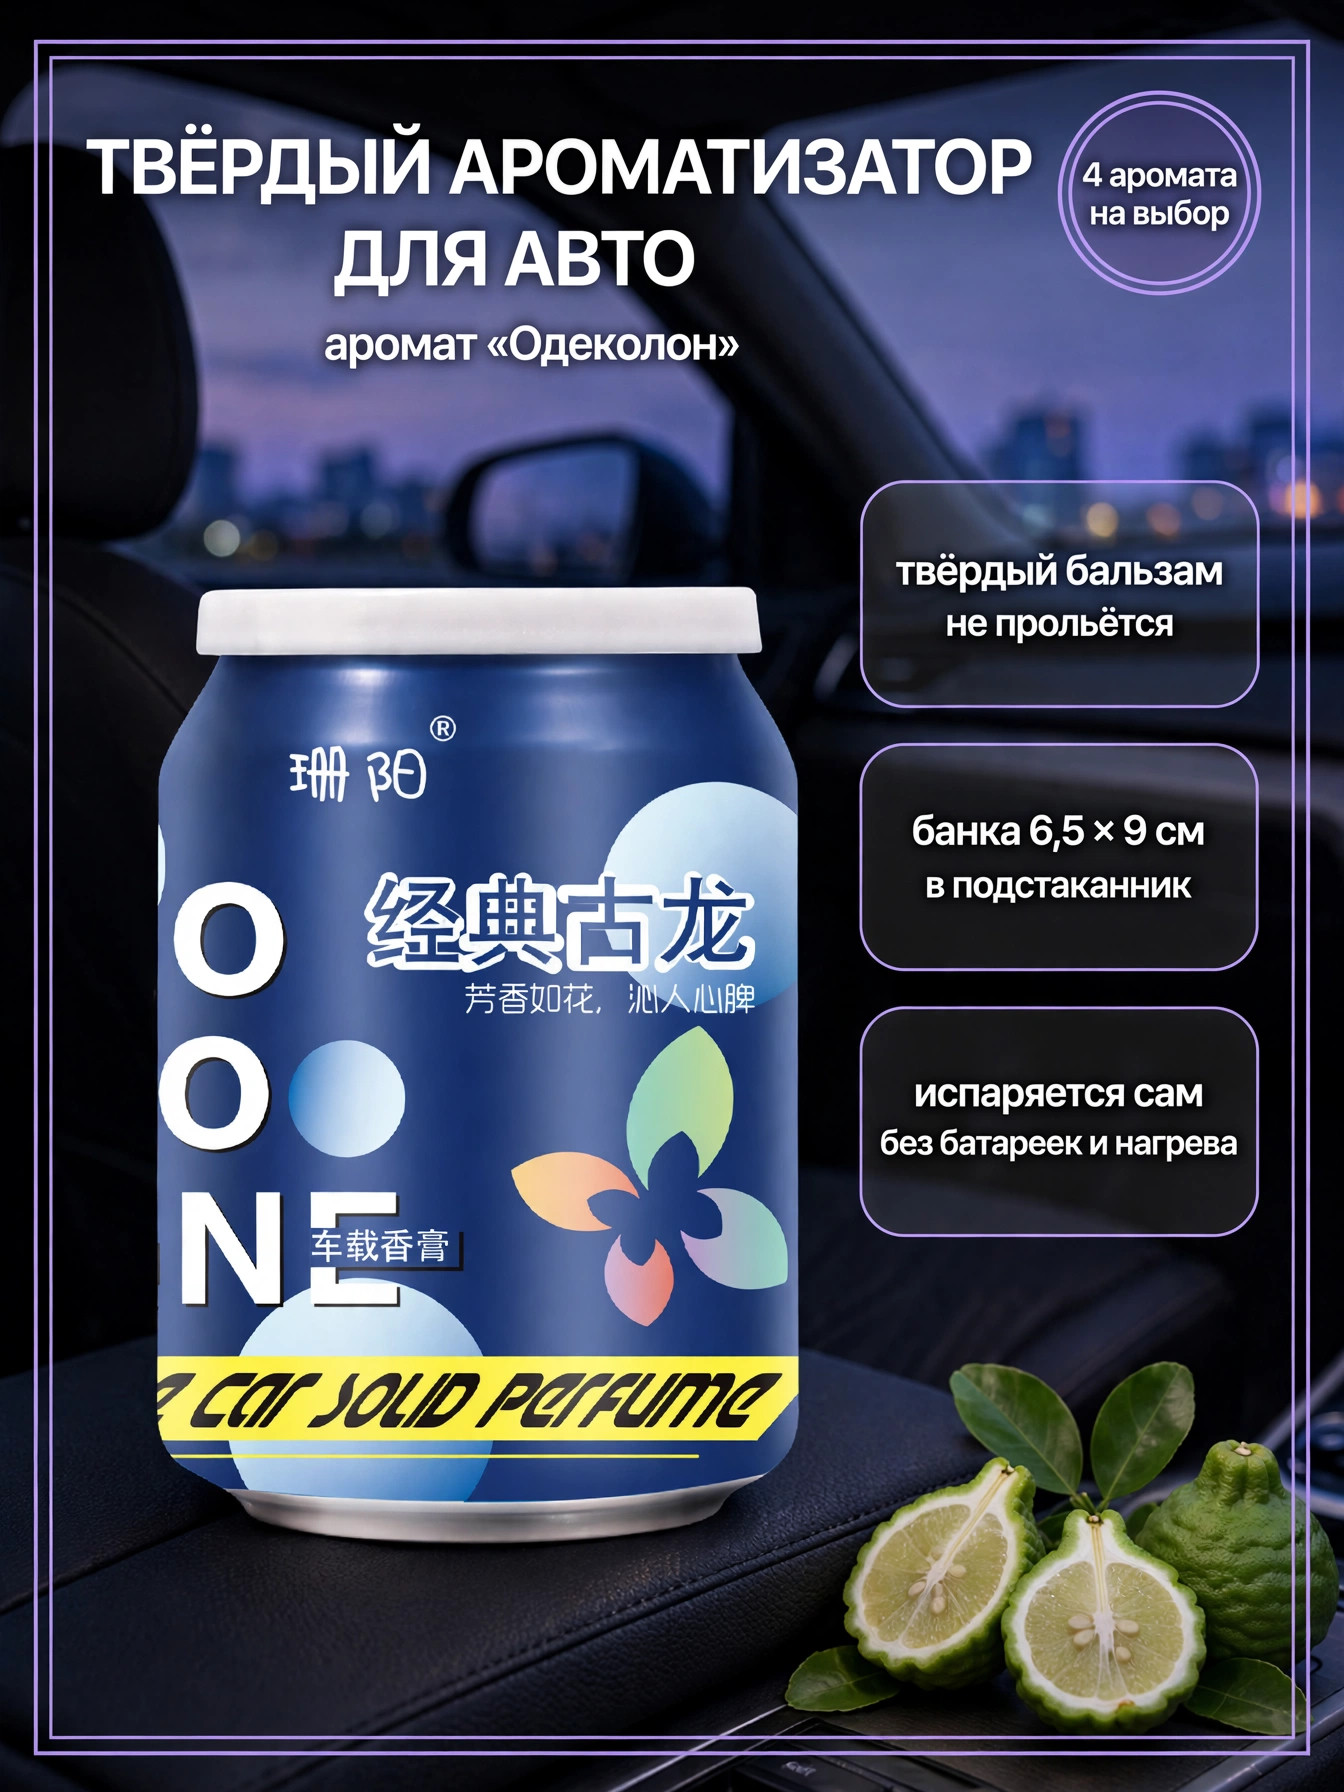 ТВЁРДЫЙ АРОМАТИЗАТОР
ДЛЯ АВТО
аромат «Одеколон»
4 аромата
на выбор
твёрдый бальзам
не прольётся
банка 6,5 × 9 см
в подстаканник
испаряется сам
без батареек и нагрева
珊阳®
经典古龙
芳香如花，沁人心脾
O
O
NE
车载香膏
CAR SOLID PERFUME